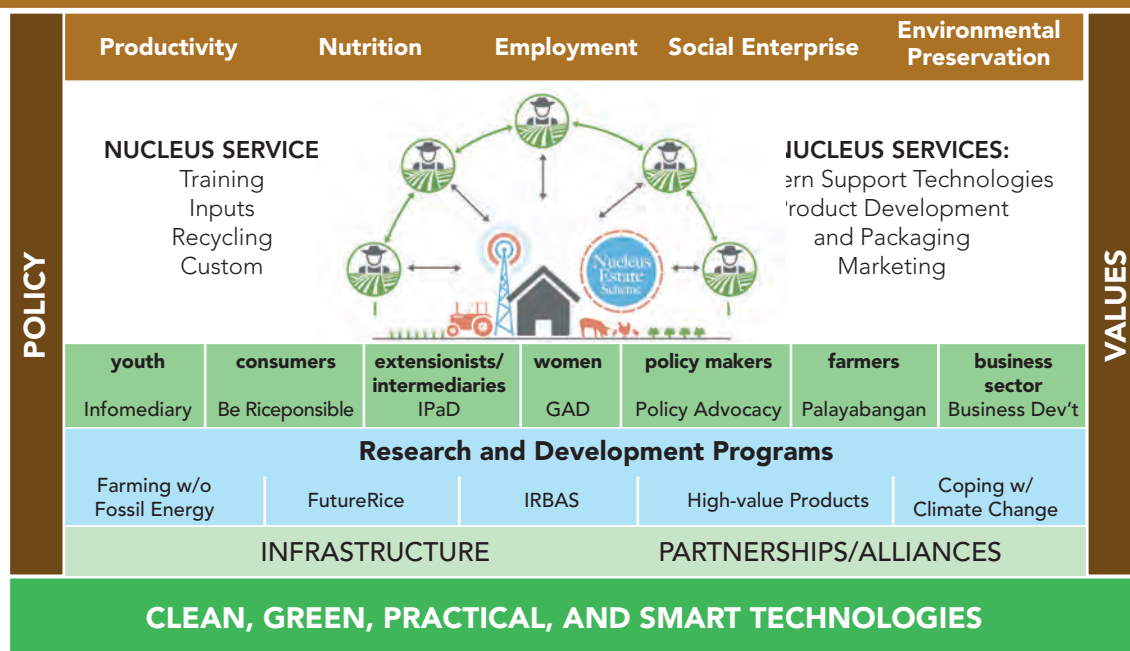 Productivity
Nutrition
Employment
Social Enterprise
Environmental
Preservation
POLICY
VALUES
NUCLEUS SERVICE
Training
Inputs
Recycling
Custom
NUCLEUS SERVICES:
ern Support Technologies
Product Development
and Packaging
Marketing
Nucleus
Estate
Scheme
youth
Infomediary
consumers
Be Riceponsible
extensionists/
intermediaries
IPaD
women
GAD
policy makers
Policy Advocacy
farmers
Palayabangan
business
sector
Business Dev't
Research and Development Programs
Farming w/o
Fossil Energy
FutureRice
IRBAS
High-value Products
Coping w/
Climate Change
INFRASTRUCTURE
PARTNERSHIPS/ALLIANCES
CLEAN, GREEN, PRACTICAL, AND SMART TECHNOLOGIES